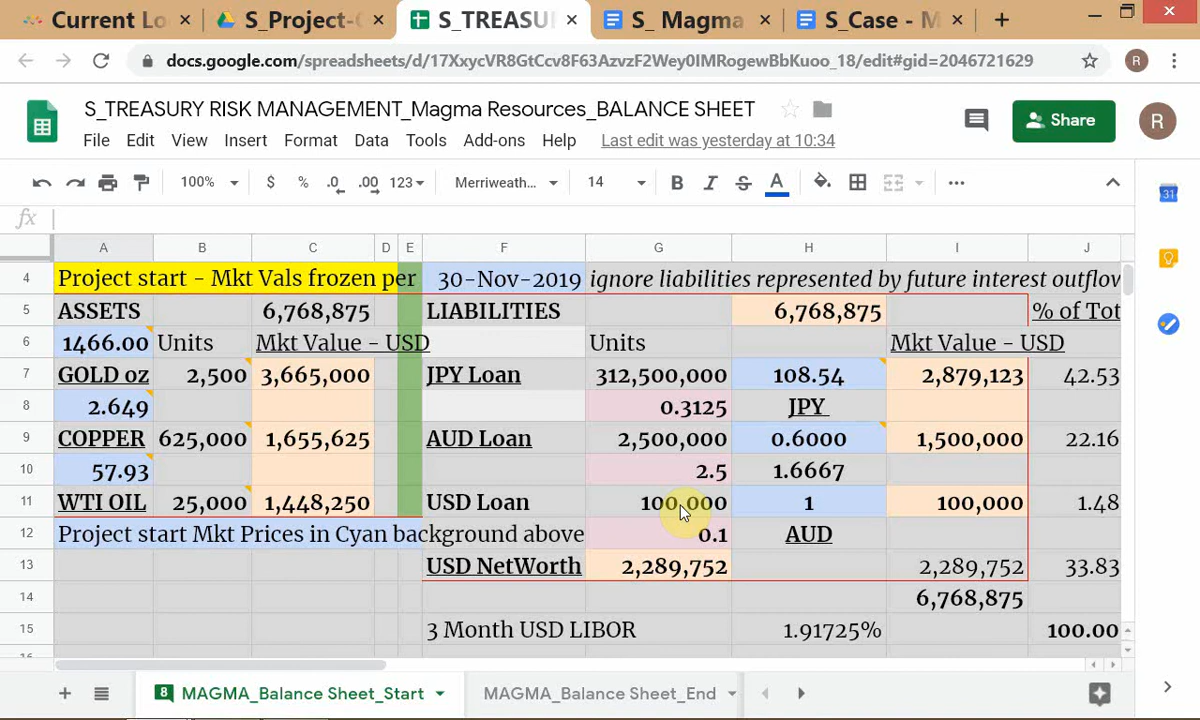 Current Lo
S_Project-
S_TREASU
S_ Magma
S_Case - M
docs.google.com/spreadsheets/d/17XxycVR8GtCcv8F63AzvzF2Wey0IMRogewBbKuoo_18/edit#gid=2046721629
R
S_TREASURY RISK MANAGEMENT_Magma Resources_BALANCE SHEET
Share
R
File Edit View Insert Format Data Tools Add-ons Help Last edit was yesterday at 10:34
100% $ % .0 .00 123 Merriweath... 14 B I S A
31
fx
A B C D E F G H I J
4 Project start - Mkt Vals frozen per 30-Nov-2019 ignore liabilities represented by future interest outflow
5 ASSETS 6,768,875 LIABILITIES 6,768,875 % of Tot
6 1466.00 Units Mkt Value - USD Units Mkt Value - USD
7 GOLD oz 2,500 3,665,000 JPY Loan 312,500,000 108.54 2,879,123 42.53
8 2.649 0.3125 JPY
9 COPPER 625,000 1,655,625 AUD Loan 2,500,000 0.6000 1,500,000 22.16
10 57.93 2.5 1.6667
11 WTI OIL 25,000 1,448,250 USD Loan 100,000 1 100,000 1.48
12 Project start Mkt Prices in Cyan background above 0.1 AUD
13 USD NetWorth 2,289,752 2,289,752 33.83
14 6,768,875
15 3 Month USD LIBOR 1.91725% 100.00
8 MAGMA_Balance Sheet_Start MAGMA_Balance Sheet_End